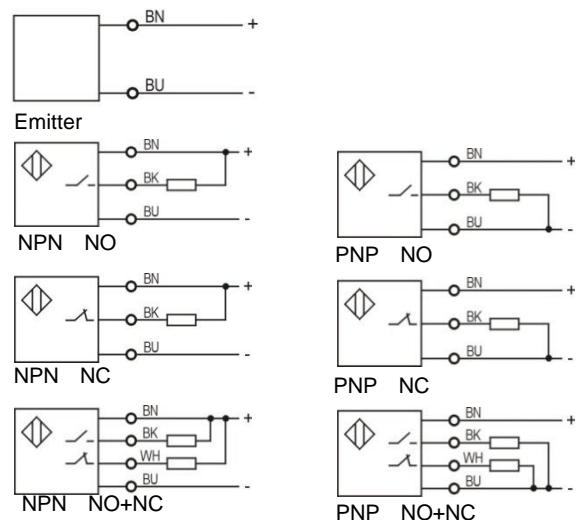 BN +
BU -
Emitter
BN +
BK
BU -
NPN NO
BN +
BK
BU -
PNP NO
BN +
BK
BU -
NPN NC
BN +
BK
BU -
PNP NC
BN +
BK
WH
BU -
NPN NO+NC
BN +
BK
WH
BU -
PNP NO+NC